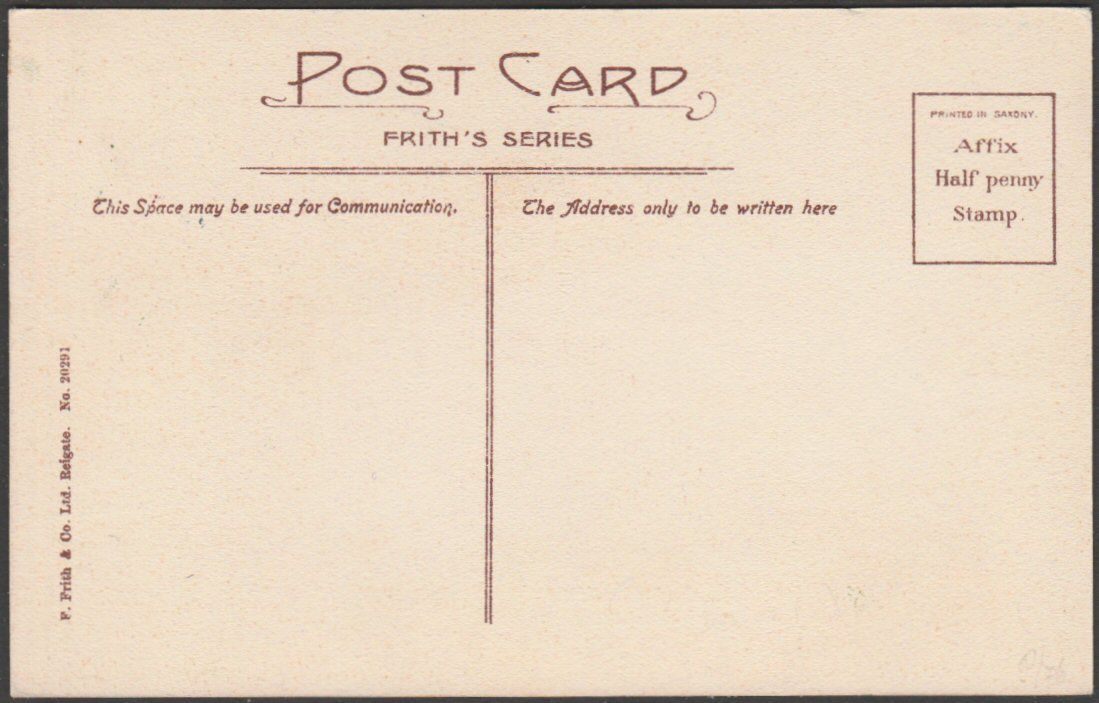 POST CARD
FRITH'S SERIES
PRINTED IN SAXONY.
Affix
Half penny
Stamp.
This Space may be used for Communication.
The Address only to be written here
F. Frith & Co. Ltd. Reigate. No. 20291